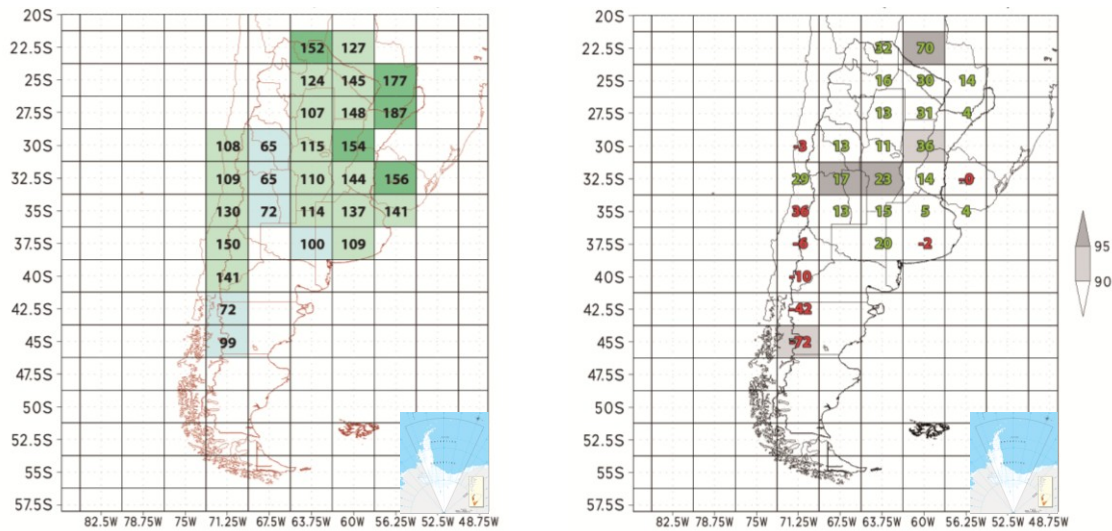 20S
22.5S 152 127
25S 124 145 177
27.5S 107 148 187
30S 108 65 115 154
32.5S 109 65 110 144 156
35S 130 72 114 137 141
37.5S 150 100 109
40S 141
42.5S 72
45S 99
47.5S
50S
52.5S
55S
57.5S
82.5W 78.75W 75W 71.25W 67.5W 63.75W 60W 56.25W 52.5W 48.75W
20S
22.5S 32 70
25S 16 30 14
27.5S 13 31 4
30S -3 13 11 36
32.5S 29 17 23 14 -9
35S 36 13 15 5 4
37.5S -6 20 -2
40S -10
42.5S -42
45S -72
47.5S
50S
52.5S
55S
57.5S
82.5W 78.75W 75W 71.25W 67.5W 63.75W 60W 56.25W 52.5W 48.75W
95
90